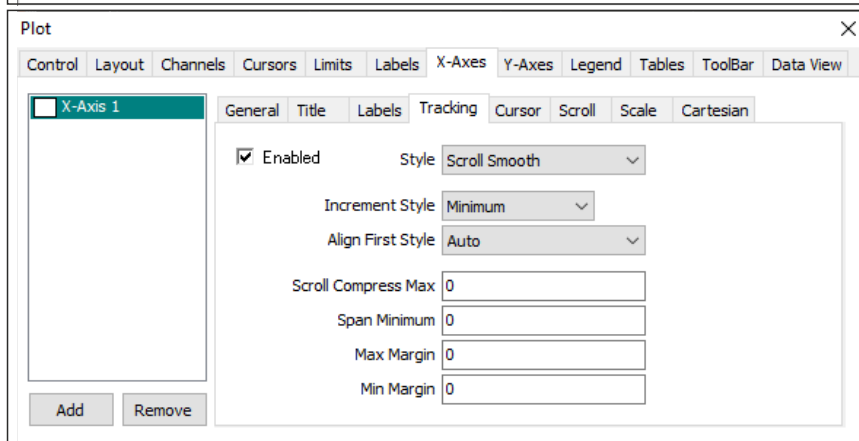 Plot
Control Layout Channels Cursors Limits Labels X-Axes Y-Axes Legend Tables ToolBar Data View
X-Axis 1
General Title Labels Tracking Cursor Scroll Scale Cartesian
Enabled Style Scroll Smooth
Increment Style Minimum
Align First Style Auto
Scroll Compress Max 0
Span Minimum 0
Max Margin 0
Min Margin 0
Add Remove